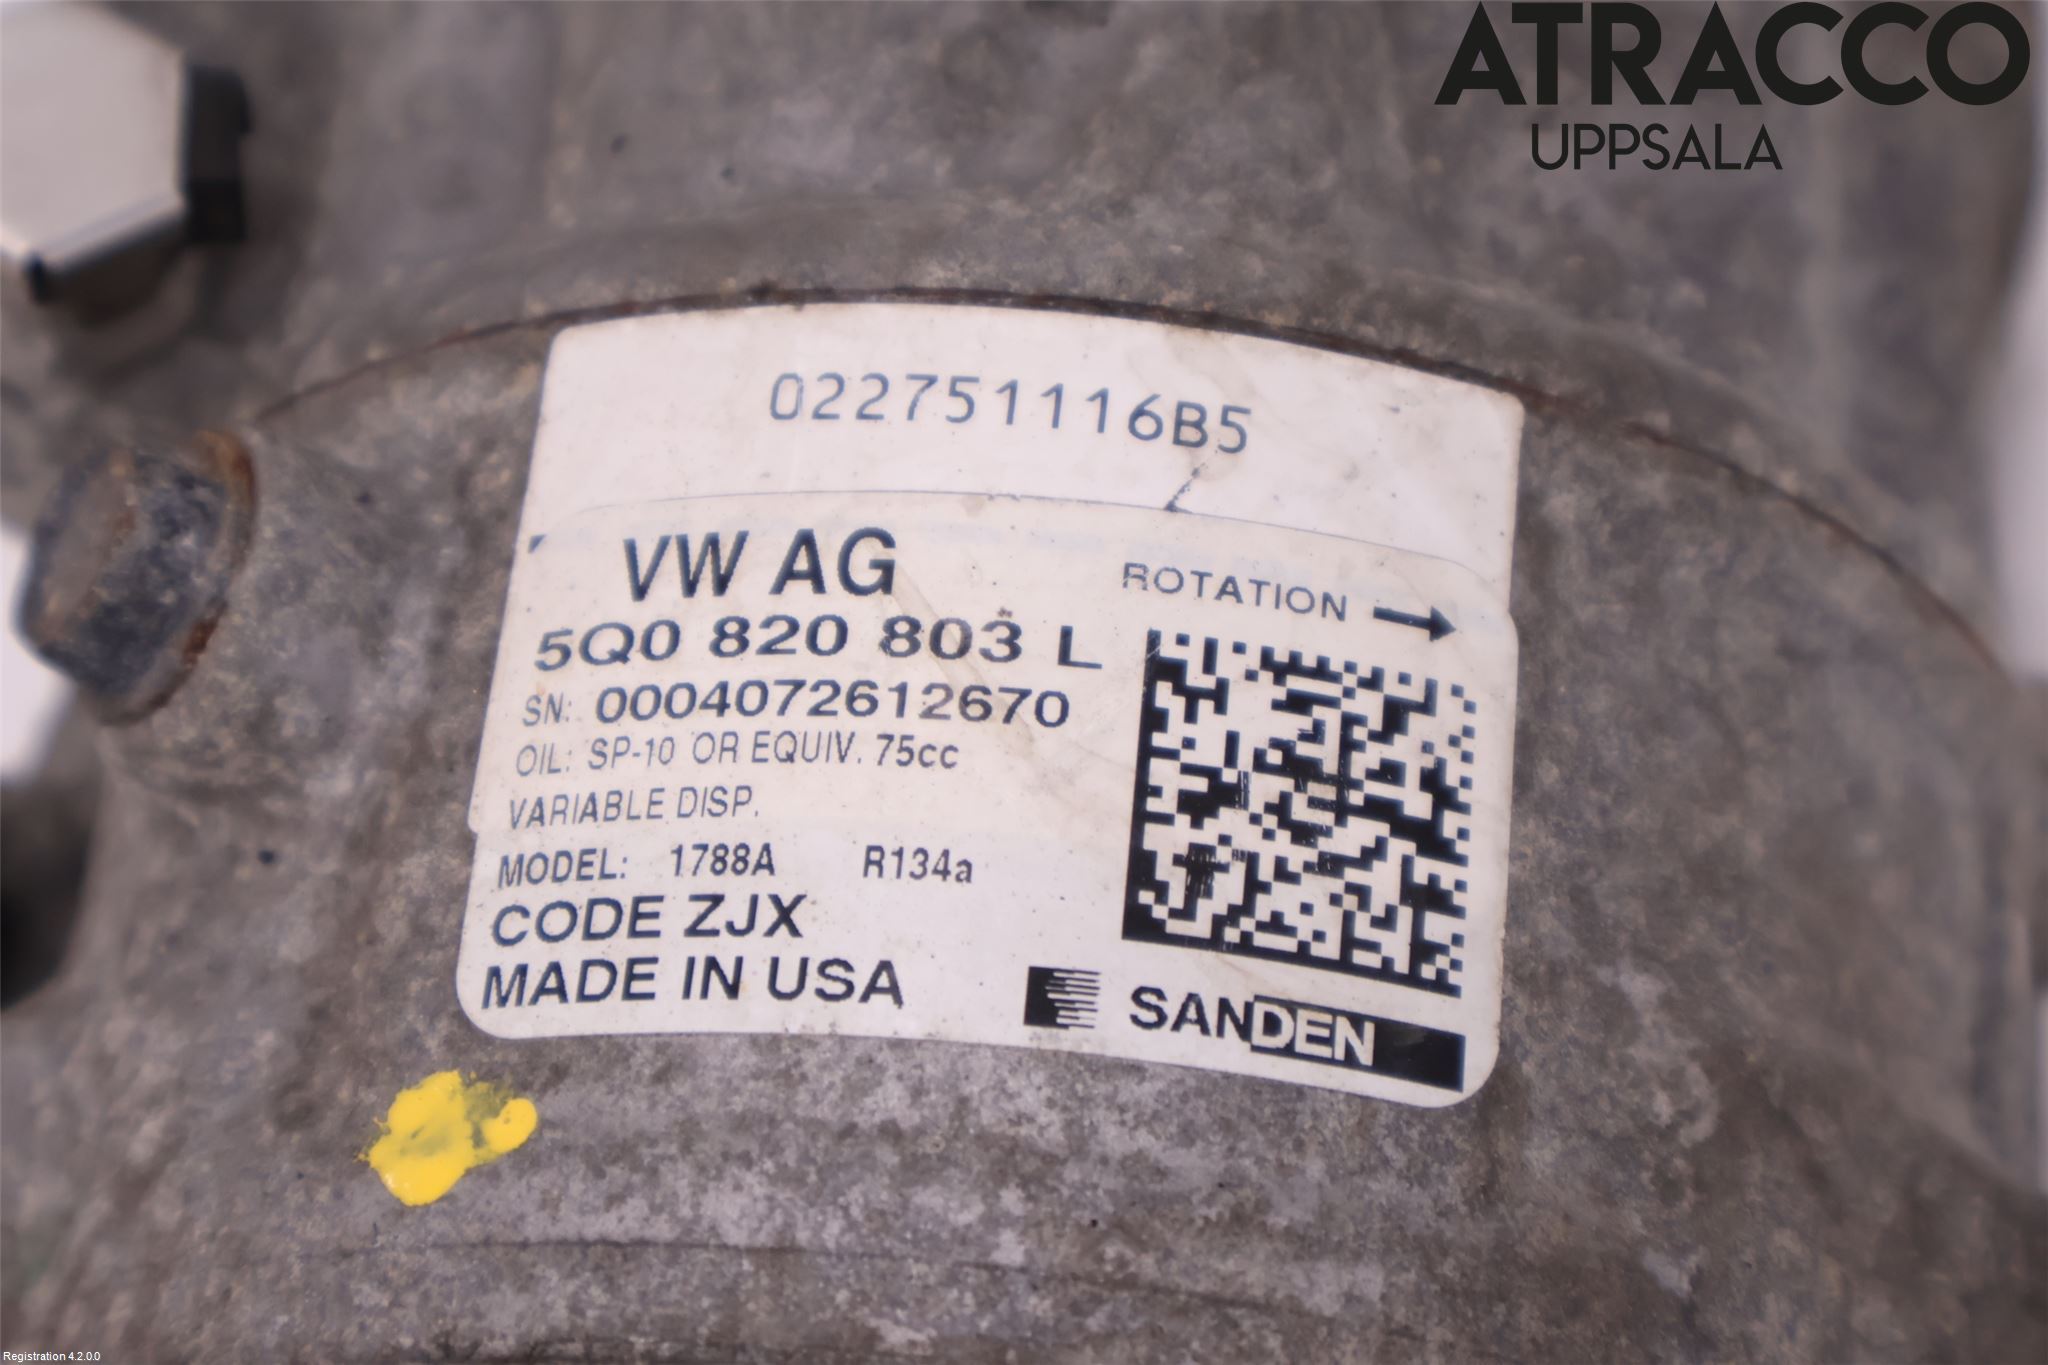 ATRACCO
UPPSALA
022751116B5
VW AG
ROTATION →
5Q0 820 803 L
SN: 0004072612670
OIL: SP-10 OR EQUIV. 75cc
VARIABLE DISP.
MODEL: 1788A R134a
CODE ZJX
MADE IN USA
SANDEN
Registration 4.2.0.0